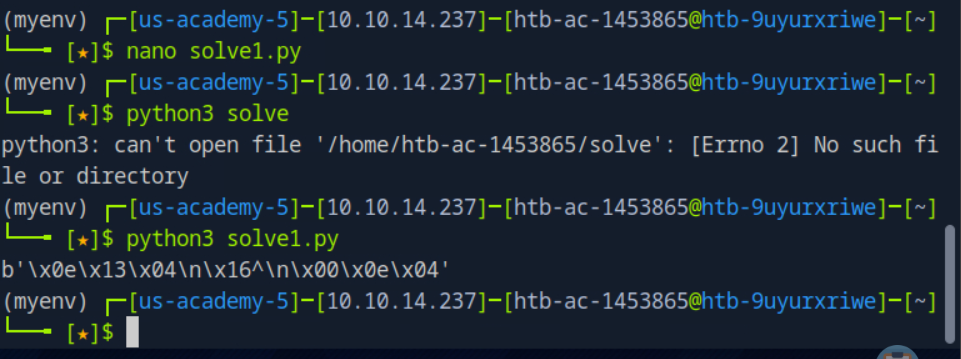 (myenv) ┌─[us-academy-5]─[10.10.14.237]─[htb-ac-1453865@htb-9uyurxriwe]─[~]
└──╼ [★]$ nano solve1.py
(myenv) ┌─[us-academy-5]─[10.10.14.237]─[htb-ac-1453865@htb-9uyurxriwe]─[~]
└──╼ [★]$ python3 solve
python3: can't open file '/home/htb-ac-1453865/solve': [Errno 2] No such fi
le or directory
(myenv) ┌─[us-academy-5]─[10.10.14.237]─[htb-ac-1453865@htb-9uyurxriwe]─[~]
└──╼ [★]$ python3 solve1.py
b'\x0e\x13\x04\n\x16^\n\x00\x0e\x04'
(myenv) ┌─[us-academy-5]─[10.10.14.237]─[htb-ac-1453865@htb-9uyurxriwe]─[~]
└──╼ [★]$